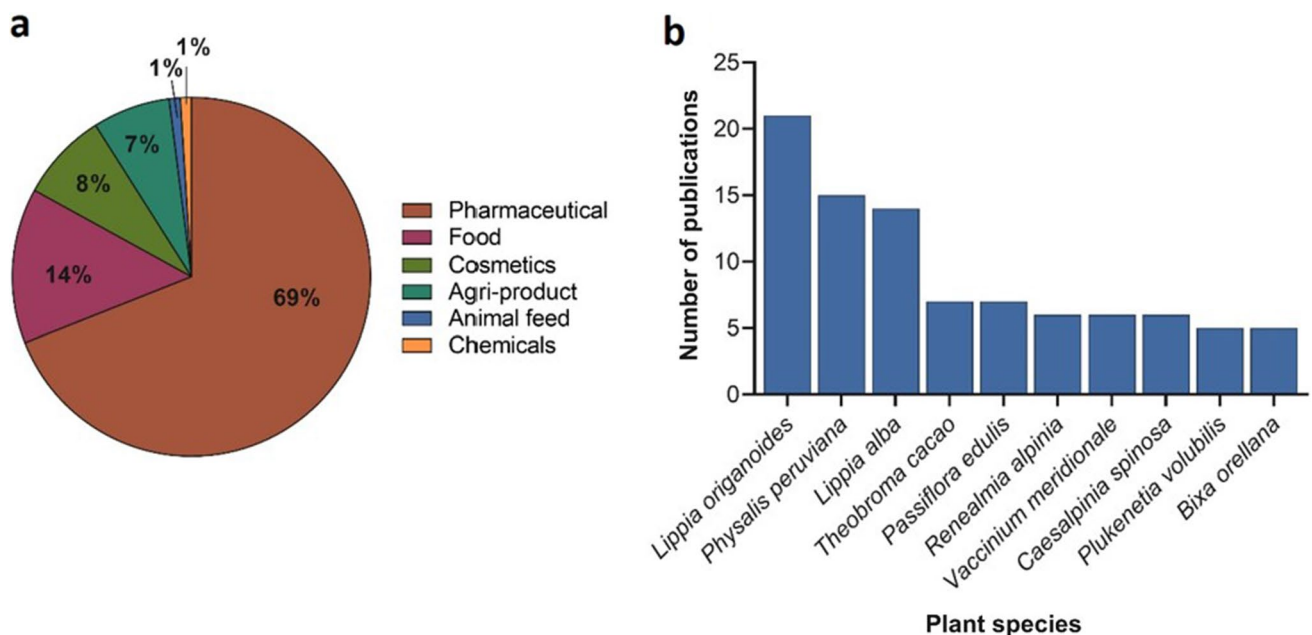 a
1%
1%
7%
8%
14%
69%
Pharmaceutical
Food
Cosmetics
Agri-product
Animal feed
Chemicals
b
Number of publications
25
20
15
10
5
0
Lippia origanoides
Physalis peruviana
Lippia alba
Theobroma cacao
Passiflora edulis
Renealmia alpinia
Vaccinium meridionale
Caesalpinia spinosa
Plukenetia volubilis
Bixa orellana
Plant species